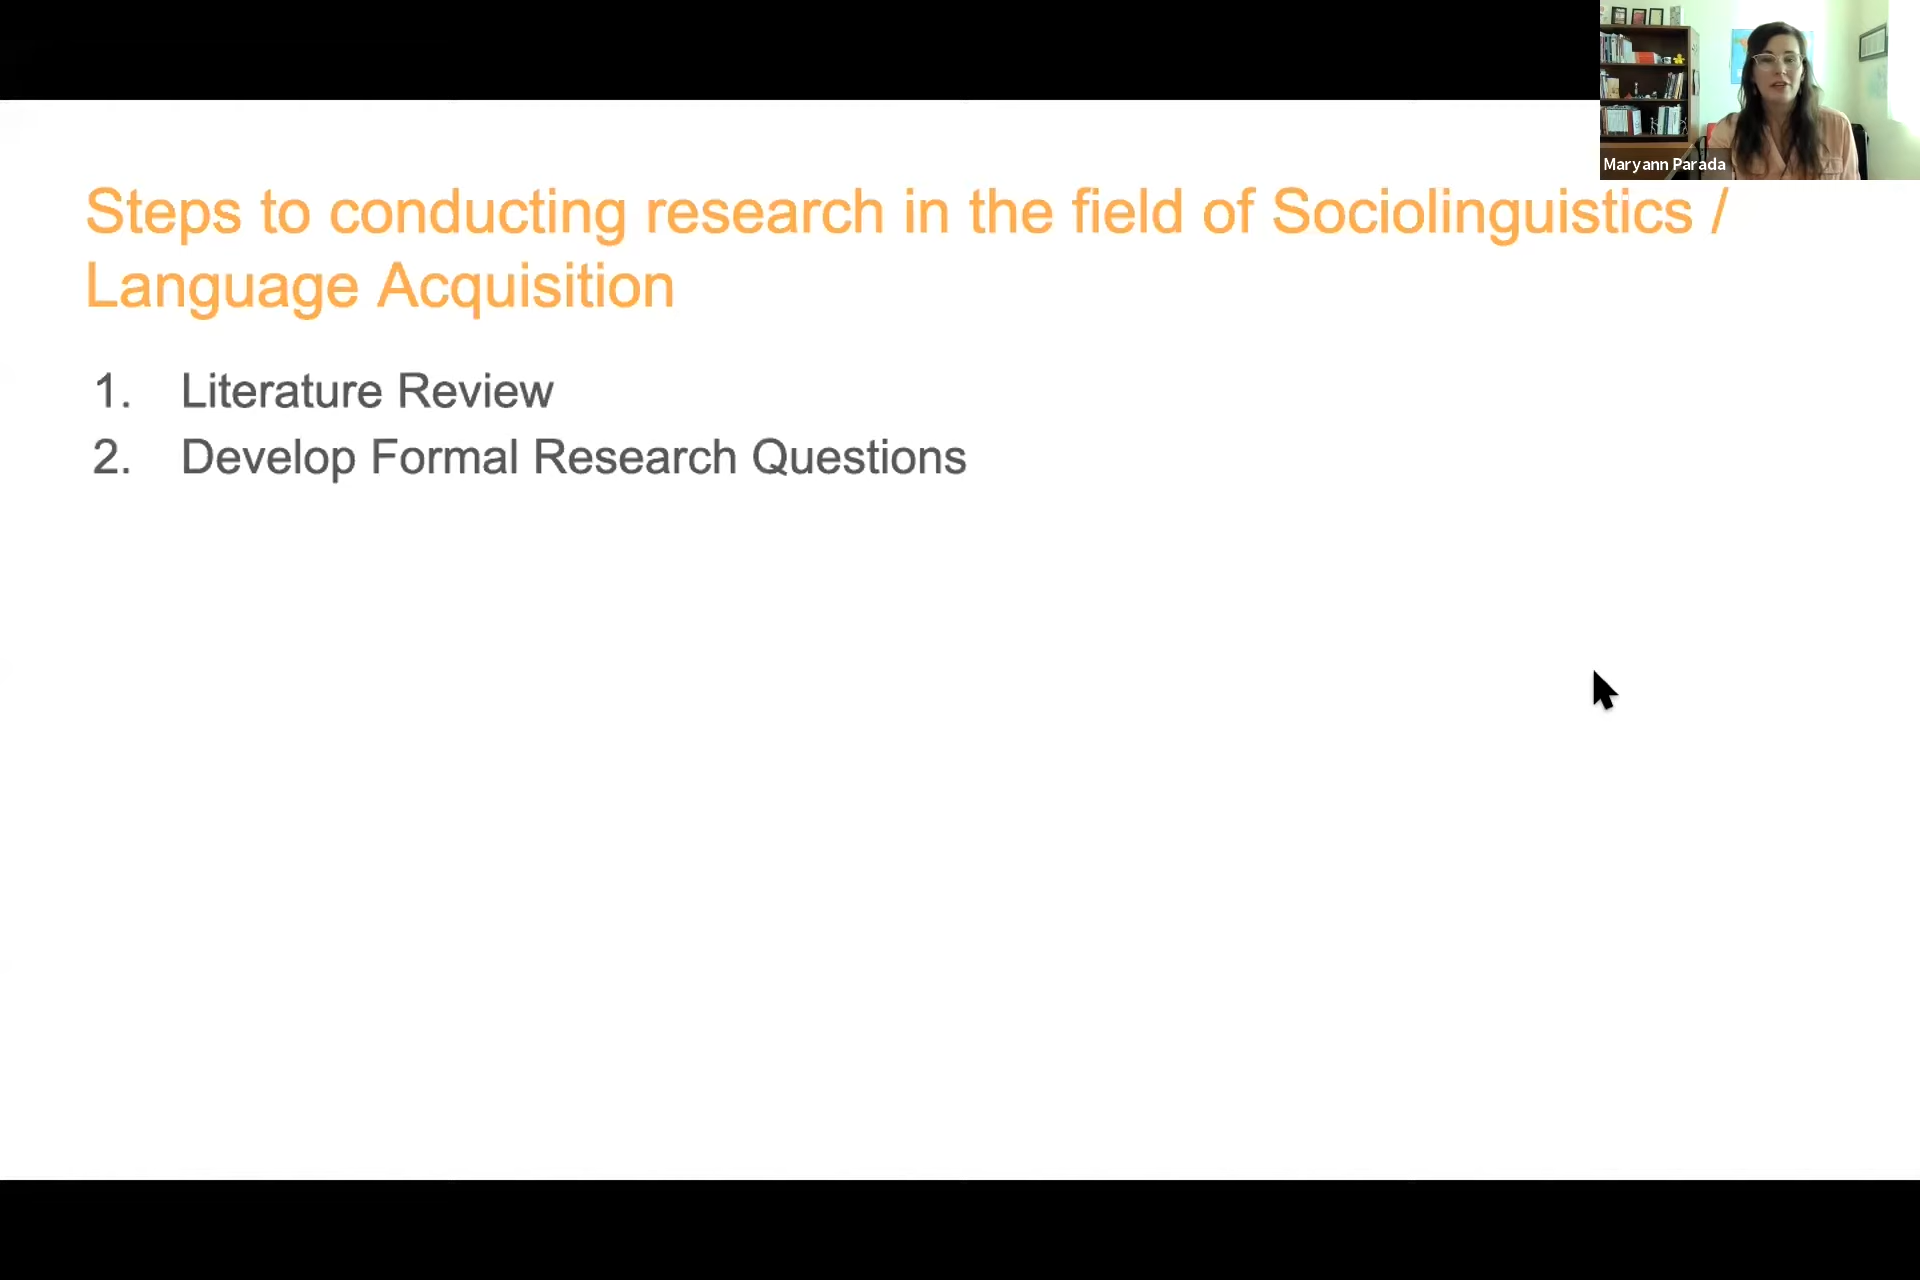 Maryann Parada
Steps to conducting research in the field of Sociolinguistics /
Language Acquisition
1. Literature Review
2. Develop Formal Research Questions